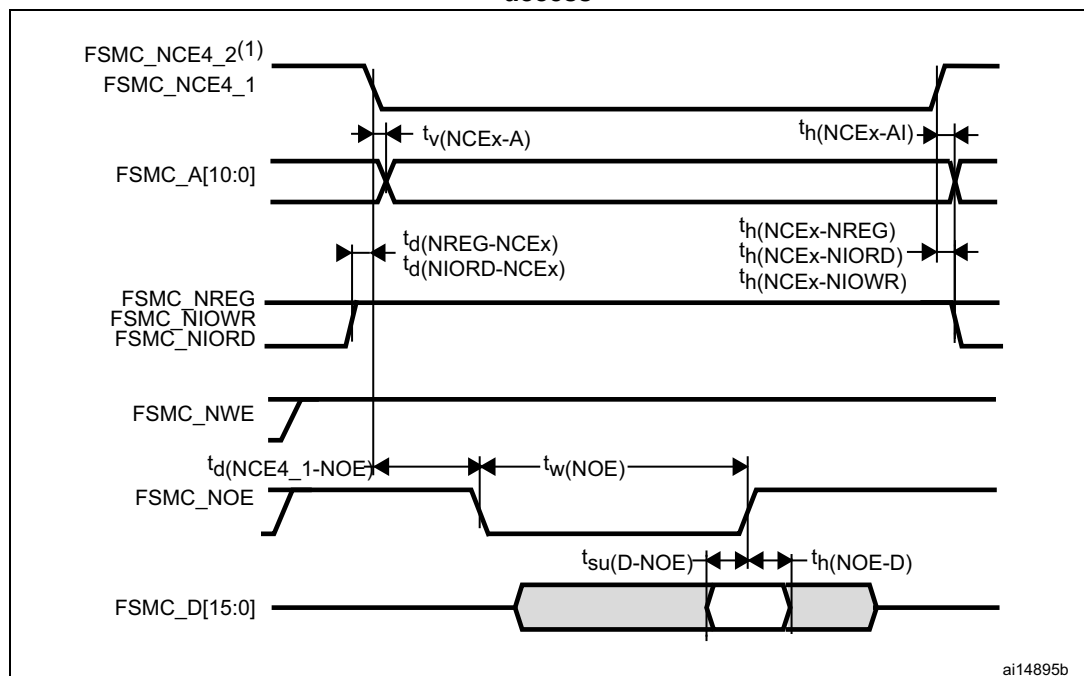 access
FSMC_NCE4_2(1)
FSMC_NCE4_1
tv(NCEx-A)
th(NCEx-AI)
FSMC_A[10:0]
td(NREG-NCEx)
td(NIORD-NCEx)
th(NCEx-NREG)
th(NCEx-NIORD)
th(NCEx-NIOWR)
FSMC_NREG
FSMC_NIOWR
FSMC_NIORD
FSMC_NWE
td(NCE4_1-NOE)
tw(NOE)
FSMC_NOE
tsu(D-NOE)
th(NOE-D)
FSMC_D[15:0]
ai14895b